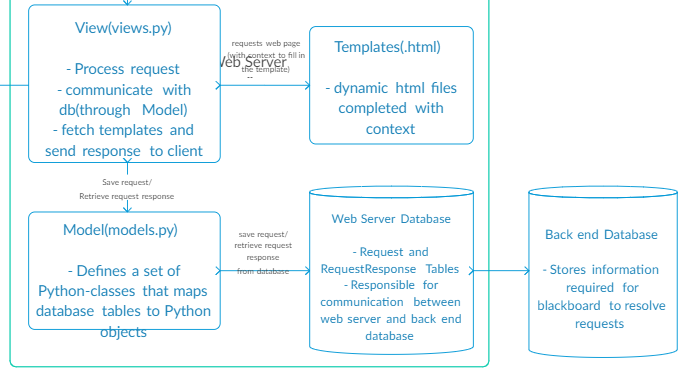 View(views.py)
- Process request
- communicate with
db(through Model)
- fetch templates and
send response to client
Web Server
requests web page
(with context to fill in
the template)
--
Templates(.html)
- dynamic html files
completed with
context
Save request/
Retrieve request response
Model(models.py)
- Defines a set of
Python-classes that maps
database tables to Python
objects
save request/
retrieve request
response
from database
Web Server Database
- Request and
RequestResponse Tables
- Responsible for
communication between
web server and back end
database
Back end Database
- Stores information
required for
blackboard to resolve
requests